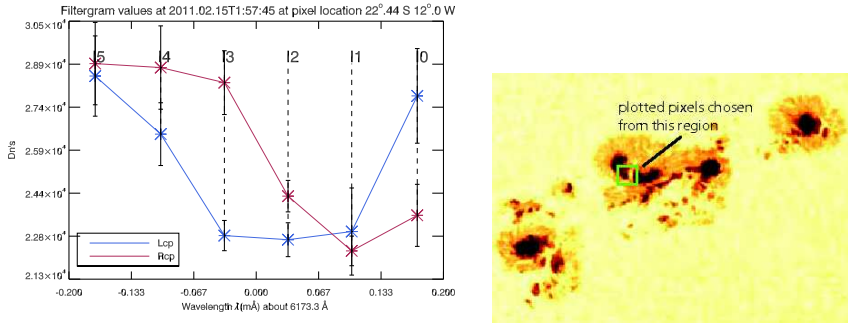 Filtergram values at 2011.02.15T1:57:45 at pixel location 22°.44 S 12°.0 W
3.05×10⁴
2.89×10⁴
2.74×10⁴
2.59×10⁴
2.44×10⁴
2.28×10⁴
2.13×10⁴
Dn's
I5 I4 I3 I2 I1 I0
Lcp
Rcp
-0.200 -0.133 -0.067 0.000 0.067 0.133 0.200
Wavelength λ(mÅ) about 6173.3 Å
plotted pixels chosen
from this region